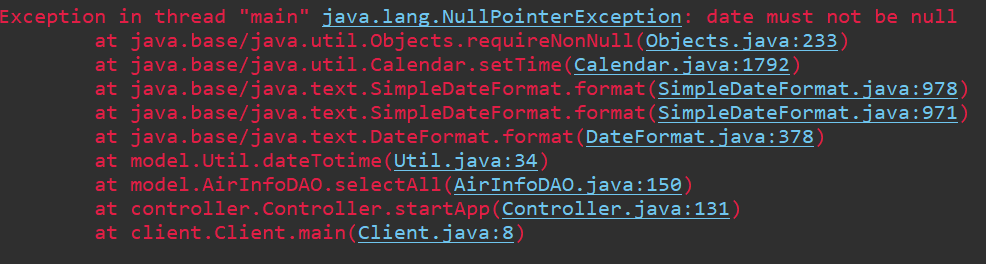 Exception in thread "main" java.lang.NullPointerException: date must not be null
at java.base/java.util.Objects.requireNonNull(Objects.java:233)
at java.base/java.util.Calendar.setTime(Calendar.java:1792)
at java.base/java.text.SimpleDateFormat.format(SimpleDateFormat.java:978)
at java.base/java.text.SimpleDateFormat.format(SimpleDateFormat.java:971)
at java.base/java.text.DateFormat.format(DateFormat.java:378)
at model.Util.dateTotime(Util.java:34)
at model.AirInfoDAO.selectAll(AirInfoDAO.java:150)
at controller.Controller.startApp(Controller.java:131)
at client.Client.main(Client.java:8)